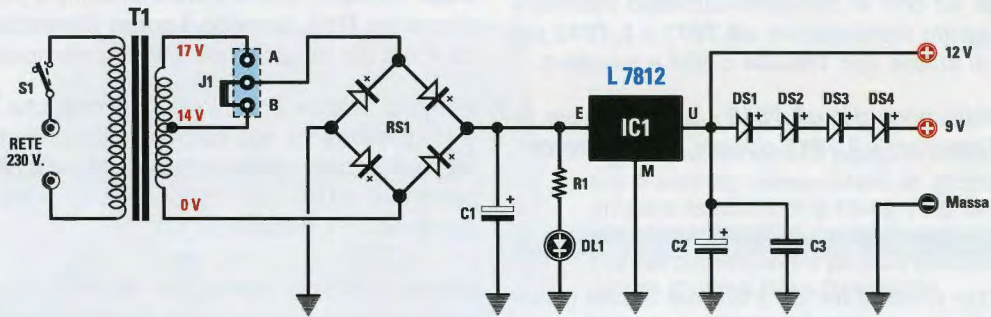 T1
17 V
A
J1
B
14 V
S1
RETE
230 V.
0 V
RS1
C1
+
R1
DL1
L 7812
E
IC1
U
M
C2
+
C3
DS1
DS2
DS3
DS4
+
+
+
+
12 V
9 V
Massa